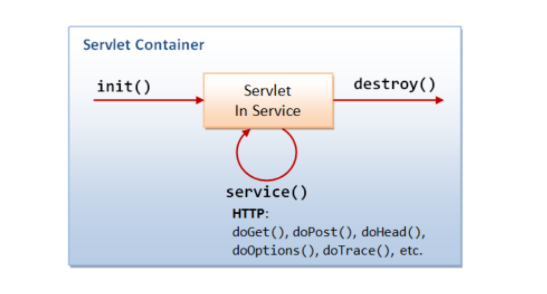 Servlet Container
init()
Servlet
In Service
destroy()
service()
HTTP:
doGet(), doPost(), doHead(),
doOptions(), doTrace(), etc.